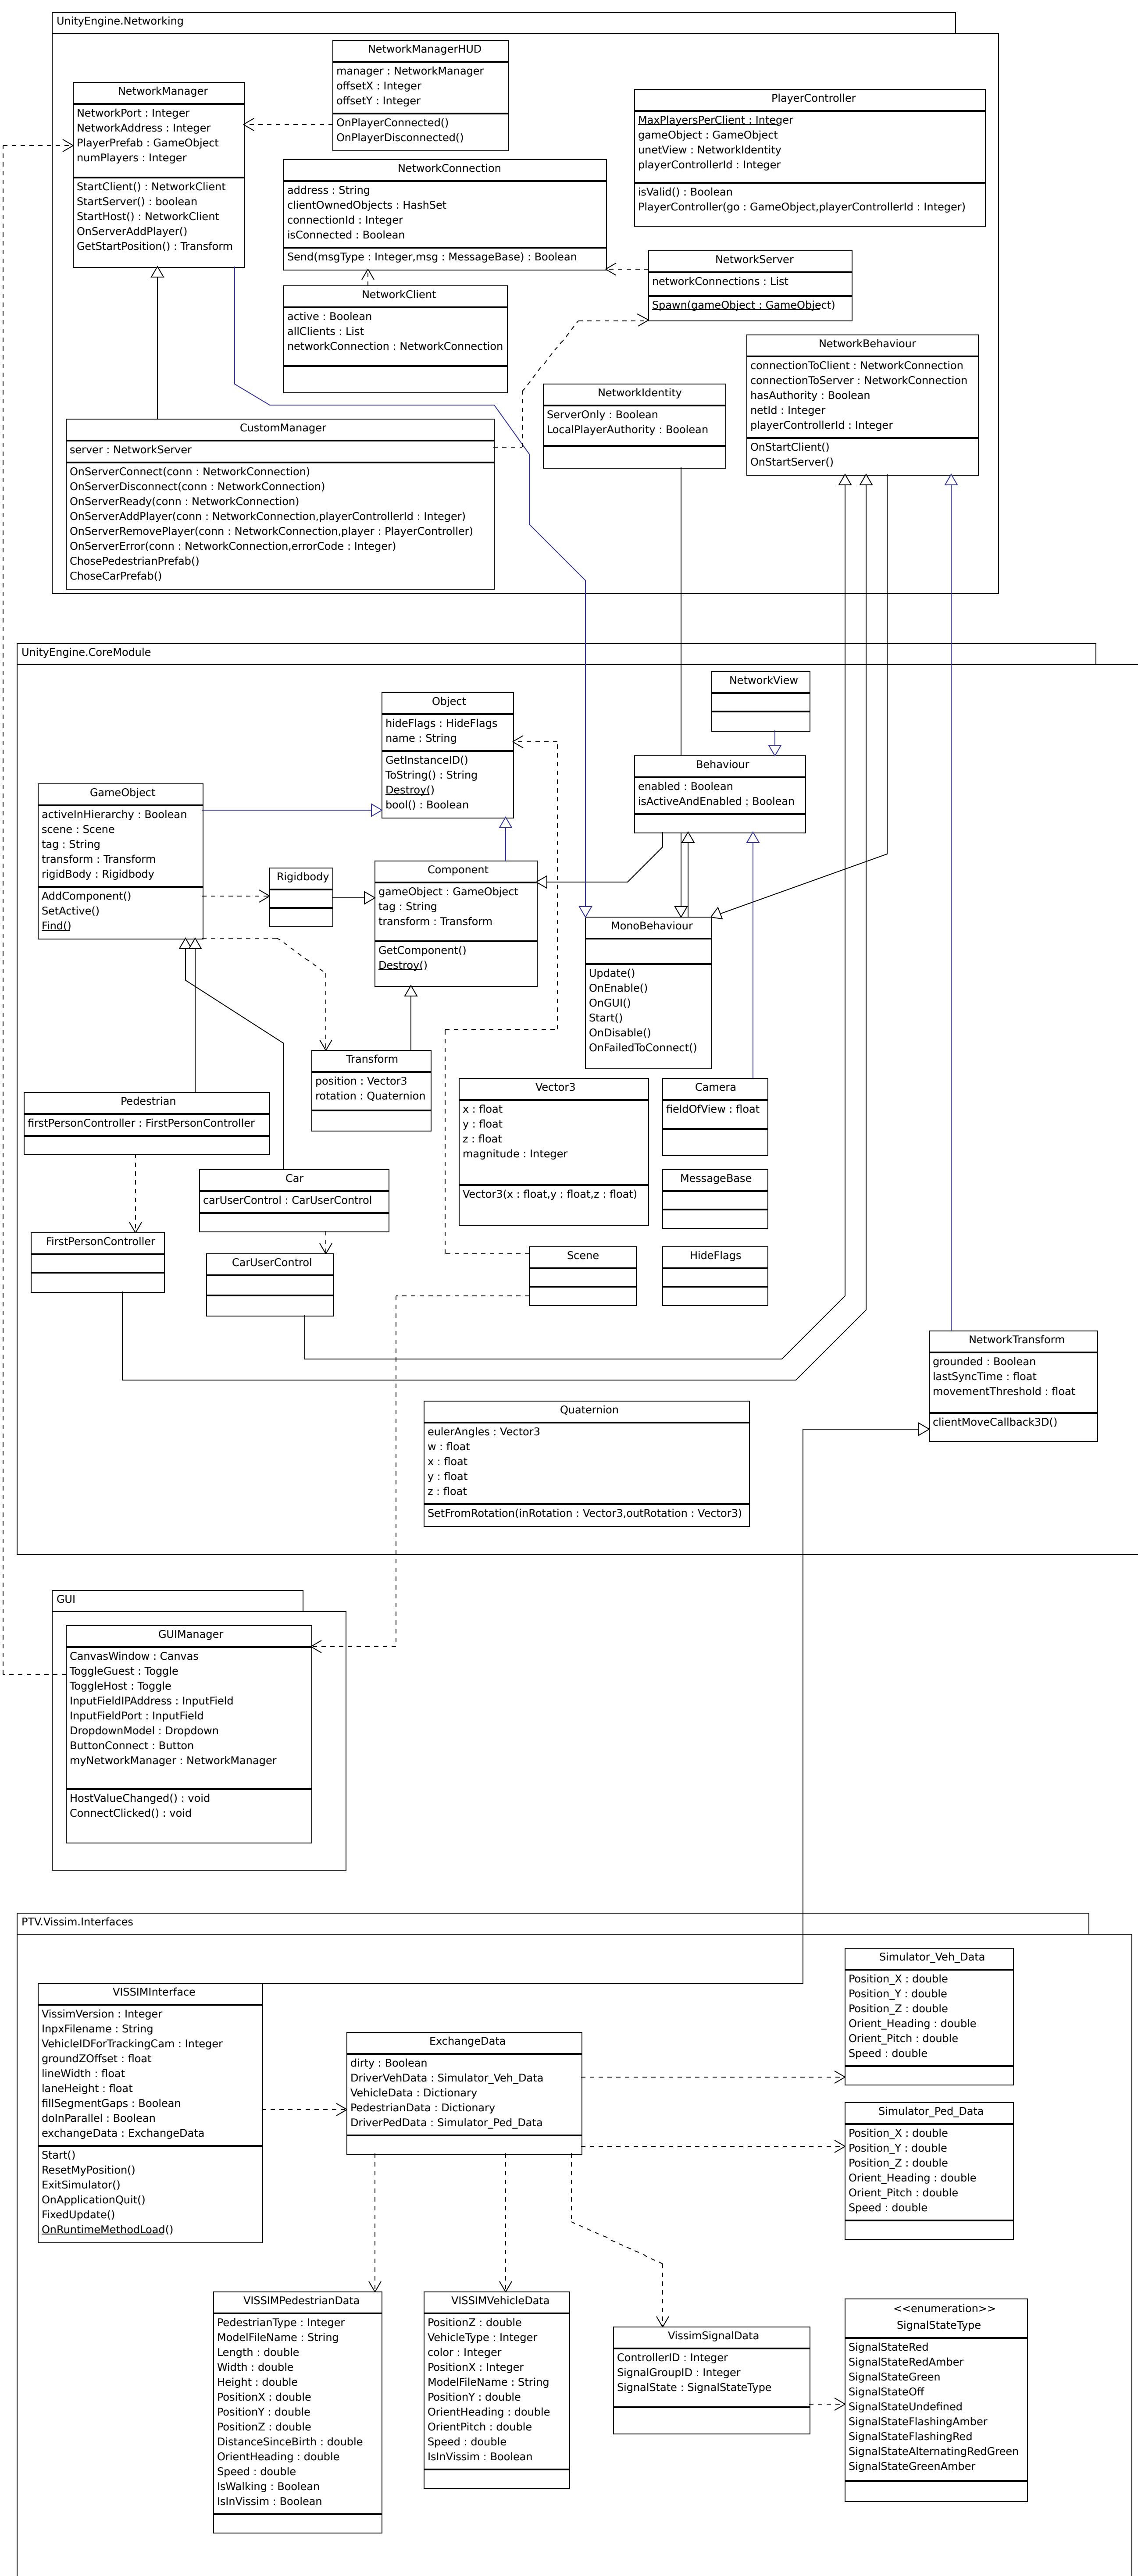 UnityEngine.Networking
NetworkManagerHUD
manager : NetworkManager
offsetX : Integer
offsetY : Integer
OnPlayerConnected()
OnPlayerDisconnected()
NetworkManager
NetworkPort : Integer
NetworkAddress : Integer
PlayerPrefab : GameObject
numPlayers : Integer
StartClient() : NetworkClient
StartServer() : boolean
StartHost() : NetworkClient
OnServerAddPlayer()
GetStartPosition() : Transform
PlayerController
MaxPlayersPerClient : Integer
gameObject : GameObject
unetView : NetworkIdentity
playerControllerId : Integer
isValid() : Boolean
PlayerController(go : GameObject,playerControllerId : Integer)
NetworkConnection
address : String
clientOwnedObjects : HashSet
connectionId : Integer
isConnected : Boolean
Send(msgType : Integer,msg : MessageBase) : Boolean
NetworkServer
networkConnections : List
Spawn(gameObject : GameObject)
NetworkClient
active : Boolean
allClients : List
networkConnection : NetworkConnection
NetworkBehaviour
connectionToClient : NetworkConnection
connectionToServer : NetworkConnection
hasAuthority : Boolean
netId : Integer
playerControllerId : Integer
OnStartClient()
OnStartServer()
NetworkIdentity
ServerOnly : Boolean
LocalPlayerAuthority : Boolean
CustomManager
server : NetworkServer
OnServerConnect(conn : NetworkConnection)
OnServerDisconnect(conn : NetworkConnection)
OnServerReady(conn : NetworkConnection)
OnServerAddPlayer(conn : NetworkConnection,playerControllerId : Integer)
OnServerRemovePlayer(conn : NetworkConnection,player : PlayerController)
OnServerError(conn : NetworkConnection,errorCode : Integer)
ChosePedestrianPrefab()
ChoseCarPrefab()
UnityEngine.CoreModule
NetworkView
Object
hideFlags : HideFlags
name : String
GetInstanceID()
ToString() : String
Destroy()
bool() : Boolean
Behaviour
enabled : Boolean
isActiveAndEnabled : Boolean
GameObject
activeInHierarchy : Boolean
scene : Scene
tag : String
transform : Transform
rigidBody : Rigidbody
AddComponent()
SetActive()
Find()
Rigidbody
Component
gameObject : GameObject
tag : String
transform : Transform
GetComponent()
Destroy()
MonoBehaviour
Update()
OnEnable()
OnGUI()
Start()
OnDisable()
OnFailedToConnect()
Transform
position : Vector3
rotation : Quaternion
Vector3
x : float
y : float
z : float
magnitude : Integer
Vector3(x : float,y : float,z : float)
Camera
fieldOfView : float
Pedestrian
firstPersonController : FirstPersonController
Car
carUserControl : CarUserControl
MessageBase
FirstPersonController
CarUserControl
Scene
HideFlags
NetworkTransform
grounded : Boolean
lastSyncTime : float
movementThreshold : float
clientMoveCallback3D()
Quaternion
eulerAngles : Vector3
w : float
x : float
y : float
z : float
SetFromRotation(inRotation : Vector3,outRotation : Vector3)
GUI
GUIManager
CanvasWindow : Canvas
ToggleGuest : Toggle
ToggleHost : Toggle
InputFieldIPAddress : InputField
InputFieldPort : InputField
DropdownModel : Dropdown
ButtonConnect : Button
myNetworkManager : NetworkManager
HostValueChanged() : void
ConnectClicked() : void
PTV.Vissim.Interfaces
Simulator_Veh_Data
Position_X : double
Position_Y : double
Position_Z : double
Orient_Heading : double
Orient_Pitch : double
Speed : double
VISSIMInterface
VissimVersion : Integer
InpxFilename : String
VehicleIDForTrackingCam : Integer
groundZOffset : float
lineWidth : float
laneHeight : float
fillSegmentGaps : Boolean
doInParallel : Boolean
exchangeData : ExchangeData
Start()
ResetMyPosition()
ExitSimulator()
OnApplicationQuit()
FixedUpdate()
OnRuntimeMethodLoad()
ExchangeData
dirty : Boolean
DriverVehData : Simulator_Veh_Data
VehicleData : Dictionary
PedestrianData : Dictionary
DriverPedData : Simulator_Ped_Data
Simulator_Ped_Data
Position_X : double
Position_Y : double
Position_Z : double
Orient_Heading : double
Orient_Pitch : double
Speed : double
VISSIMPedestrianData
PedestrianType : Integer
ModelFileName : String
Length : double
Width : double
Height : double
PositionX : double
PositionY : double
PositionZ : double
DistanceSinceBirth : double
OrientHeading : double
Speed : double
IsWalking : Boolean
IsInVissim : Boolean
VISSIMVehicleData
PositionZ : double
VehicleType : Integer
color : Integer
PositionX : Integer
ModelFileName : String
PositionY : double
OrientHeading : double
OrientPitch : double
Speed : double
IsInVissim : Boolean
VissimSignalData
ControllerID : Integer
SignalGroupID : Integer
SignalState : SignalStateType
<<enumeration>>
SignalStateType
SignalStateRed
SignalStateRedAmber
SignalStateGreen
SignalStateOff
SignalStateUndefined
SignalStateFlashingAmber
SignalStateFlashingRed
SignalStateAlternatingRedGreen
SignalStateGreenAmber